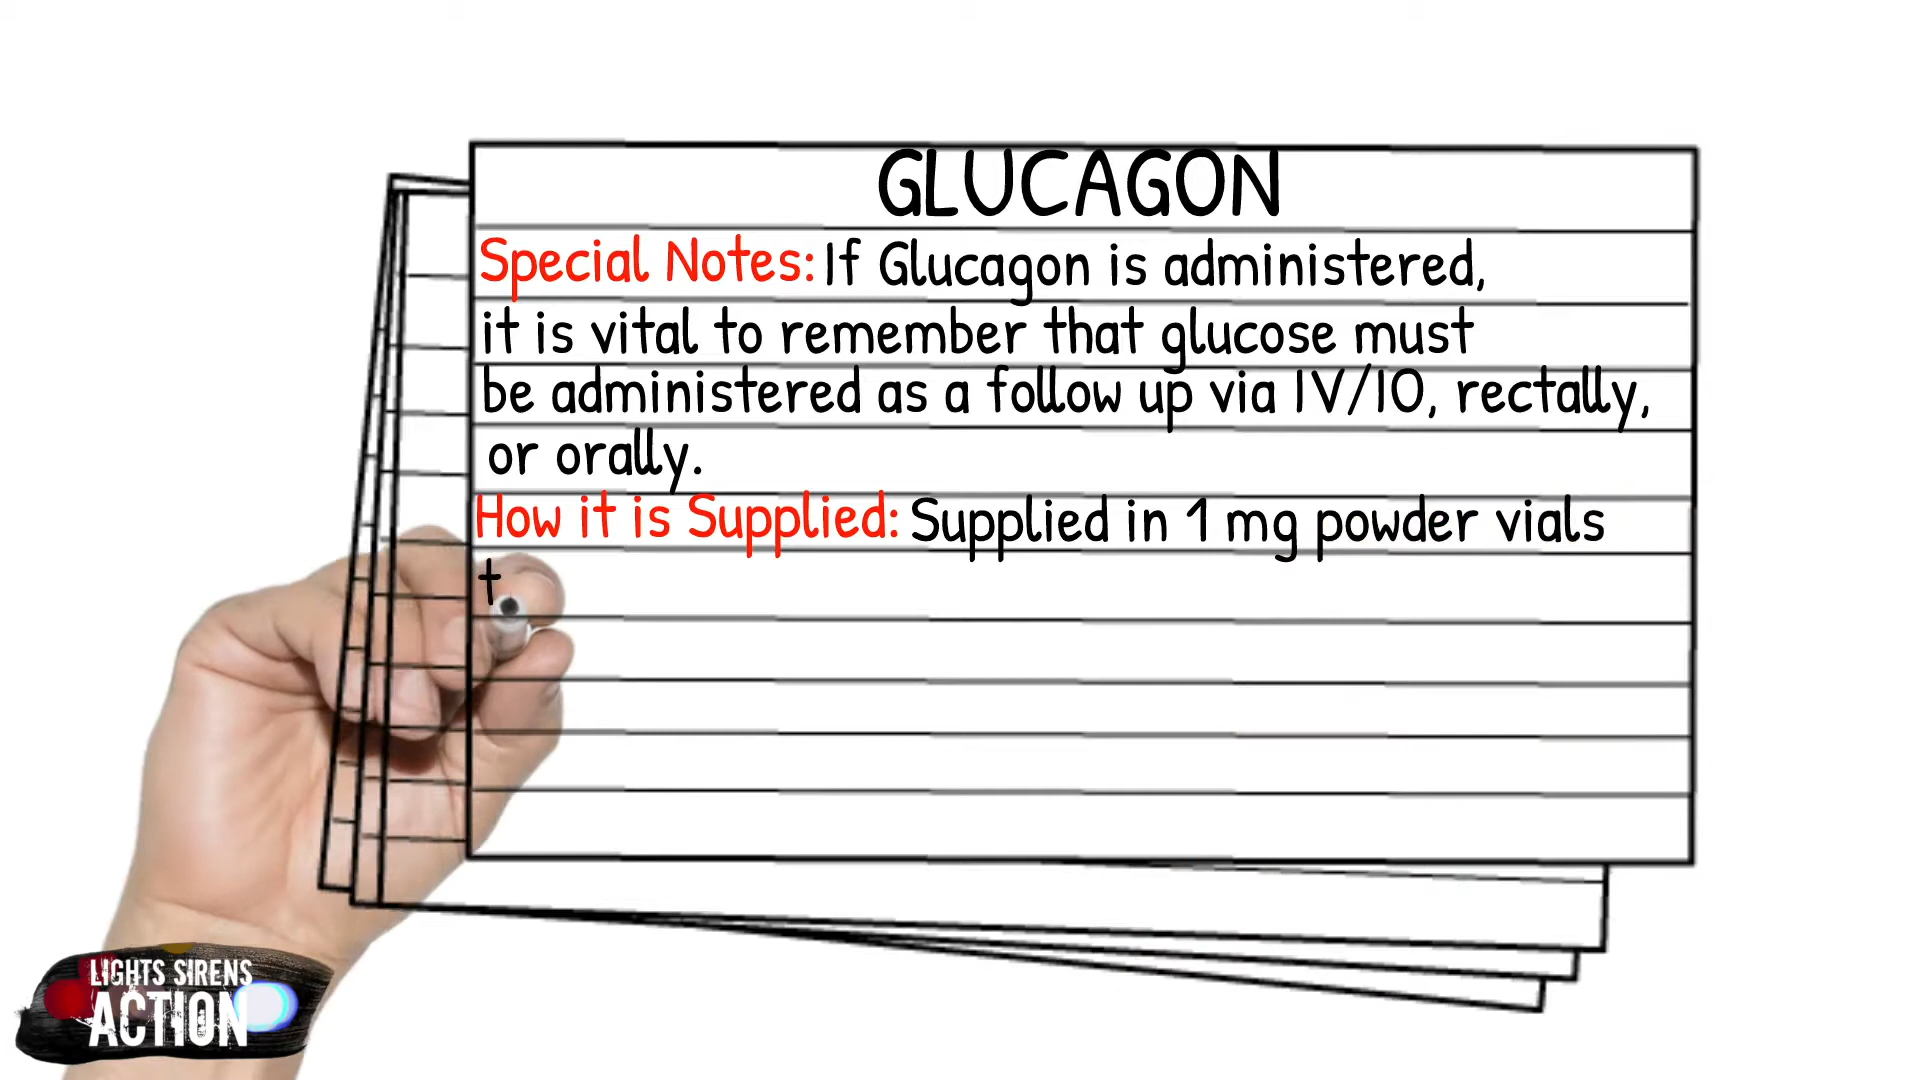 GLUCAGON
Special Notes: If Glucagon is administered,
it is vital to remember that glucose must
be administered as a follow up via IV/IO, rectally,
or orally.
How it is Supplied: Supplied in 1 mg powder vials
t
LIGHTS SIRENS
ACTION